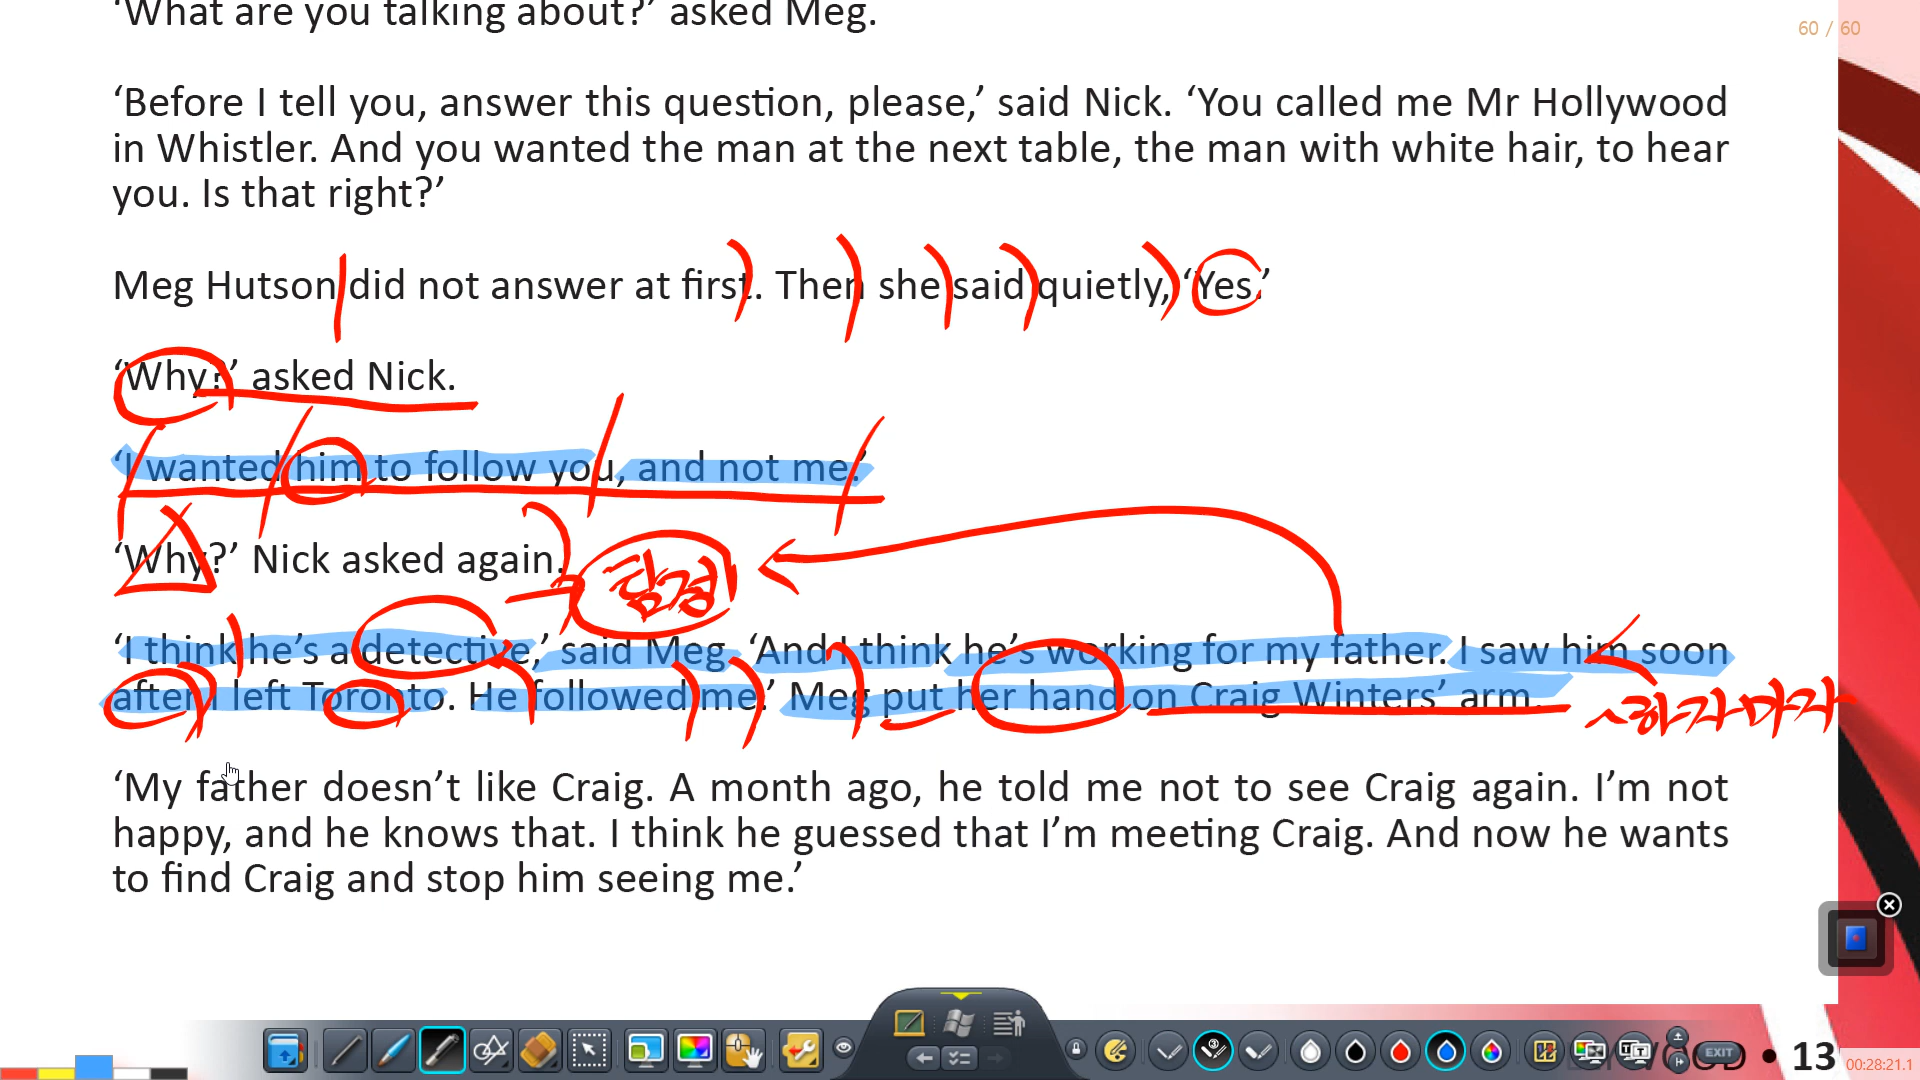 ‘What are you talking about?’ asked Meg.
60 / 60
‘Before I tell you, answer this question, please,’ said Nick. ‘You called me Mr Hollywood
in Whistler. And you wanted the man at the next table, the man with white hair, to hear
you. Is that right?’
Meg Hutson did not answer at first. Then she said quietly, ‘Yes.’
‘Why?’ asked Nick.
‘I wanted him to follow you, and not me.’
‘Why?’ Nick asked again.
탐정
‘I think he’s a detective,’ said Meg. ‘And I think he’s working for my father. I saw him soon
after I left Toronto. He followed me.’ Meg put her hand on Craig Winters’ arm.
~하자마자
‘My father doesn’t like Craig. A month ago, he told me not to see Craig again. I’m not
happy, and he knows that. I think he guessed that I’m meeting Craig. And now he wants
to find Craig and stop him seeing me.’
EXIT
• 13
00:28:21.1